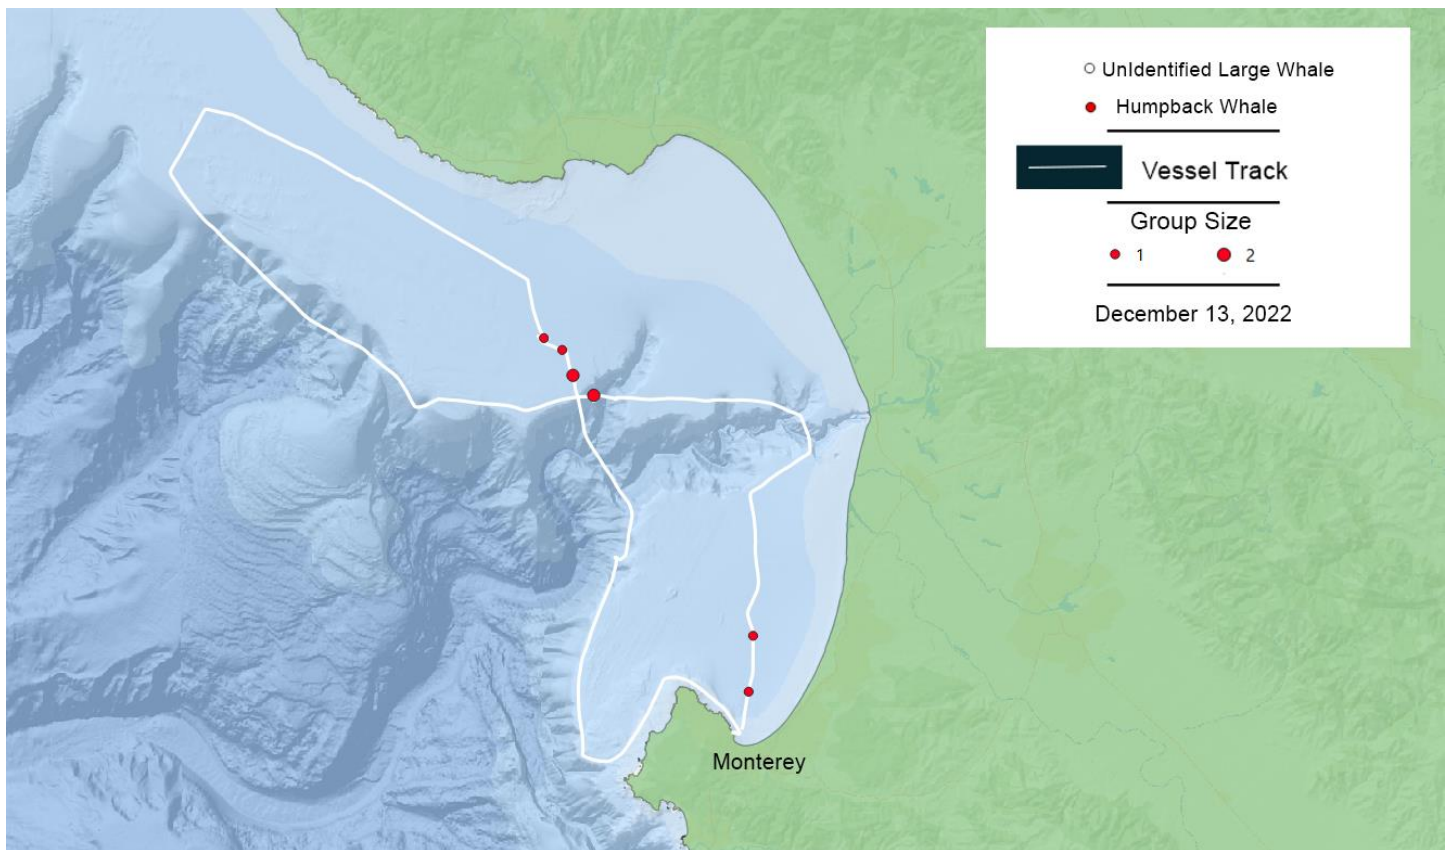 UnIdentified Large Whale
Humpback Whale
Vessel Track
Group Size
1 2
December 13, 2022
Monterey